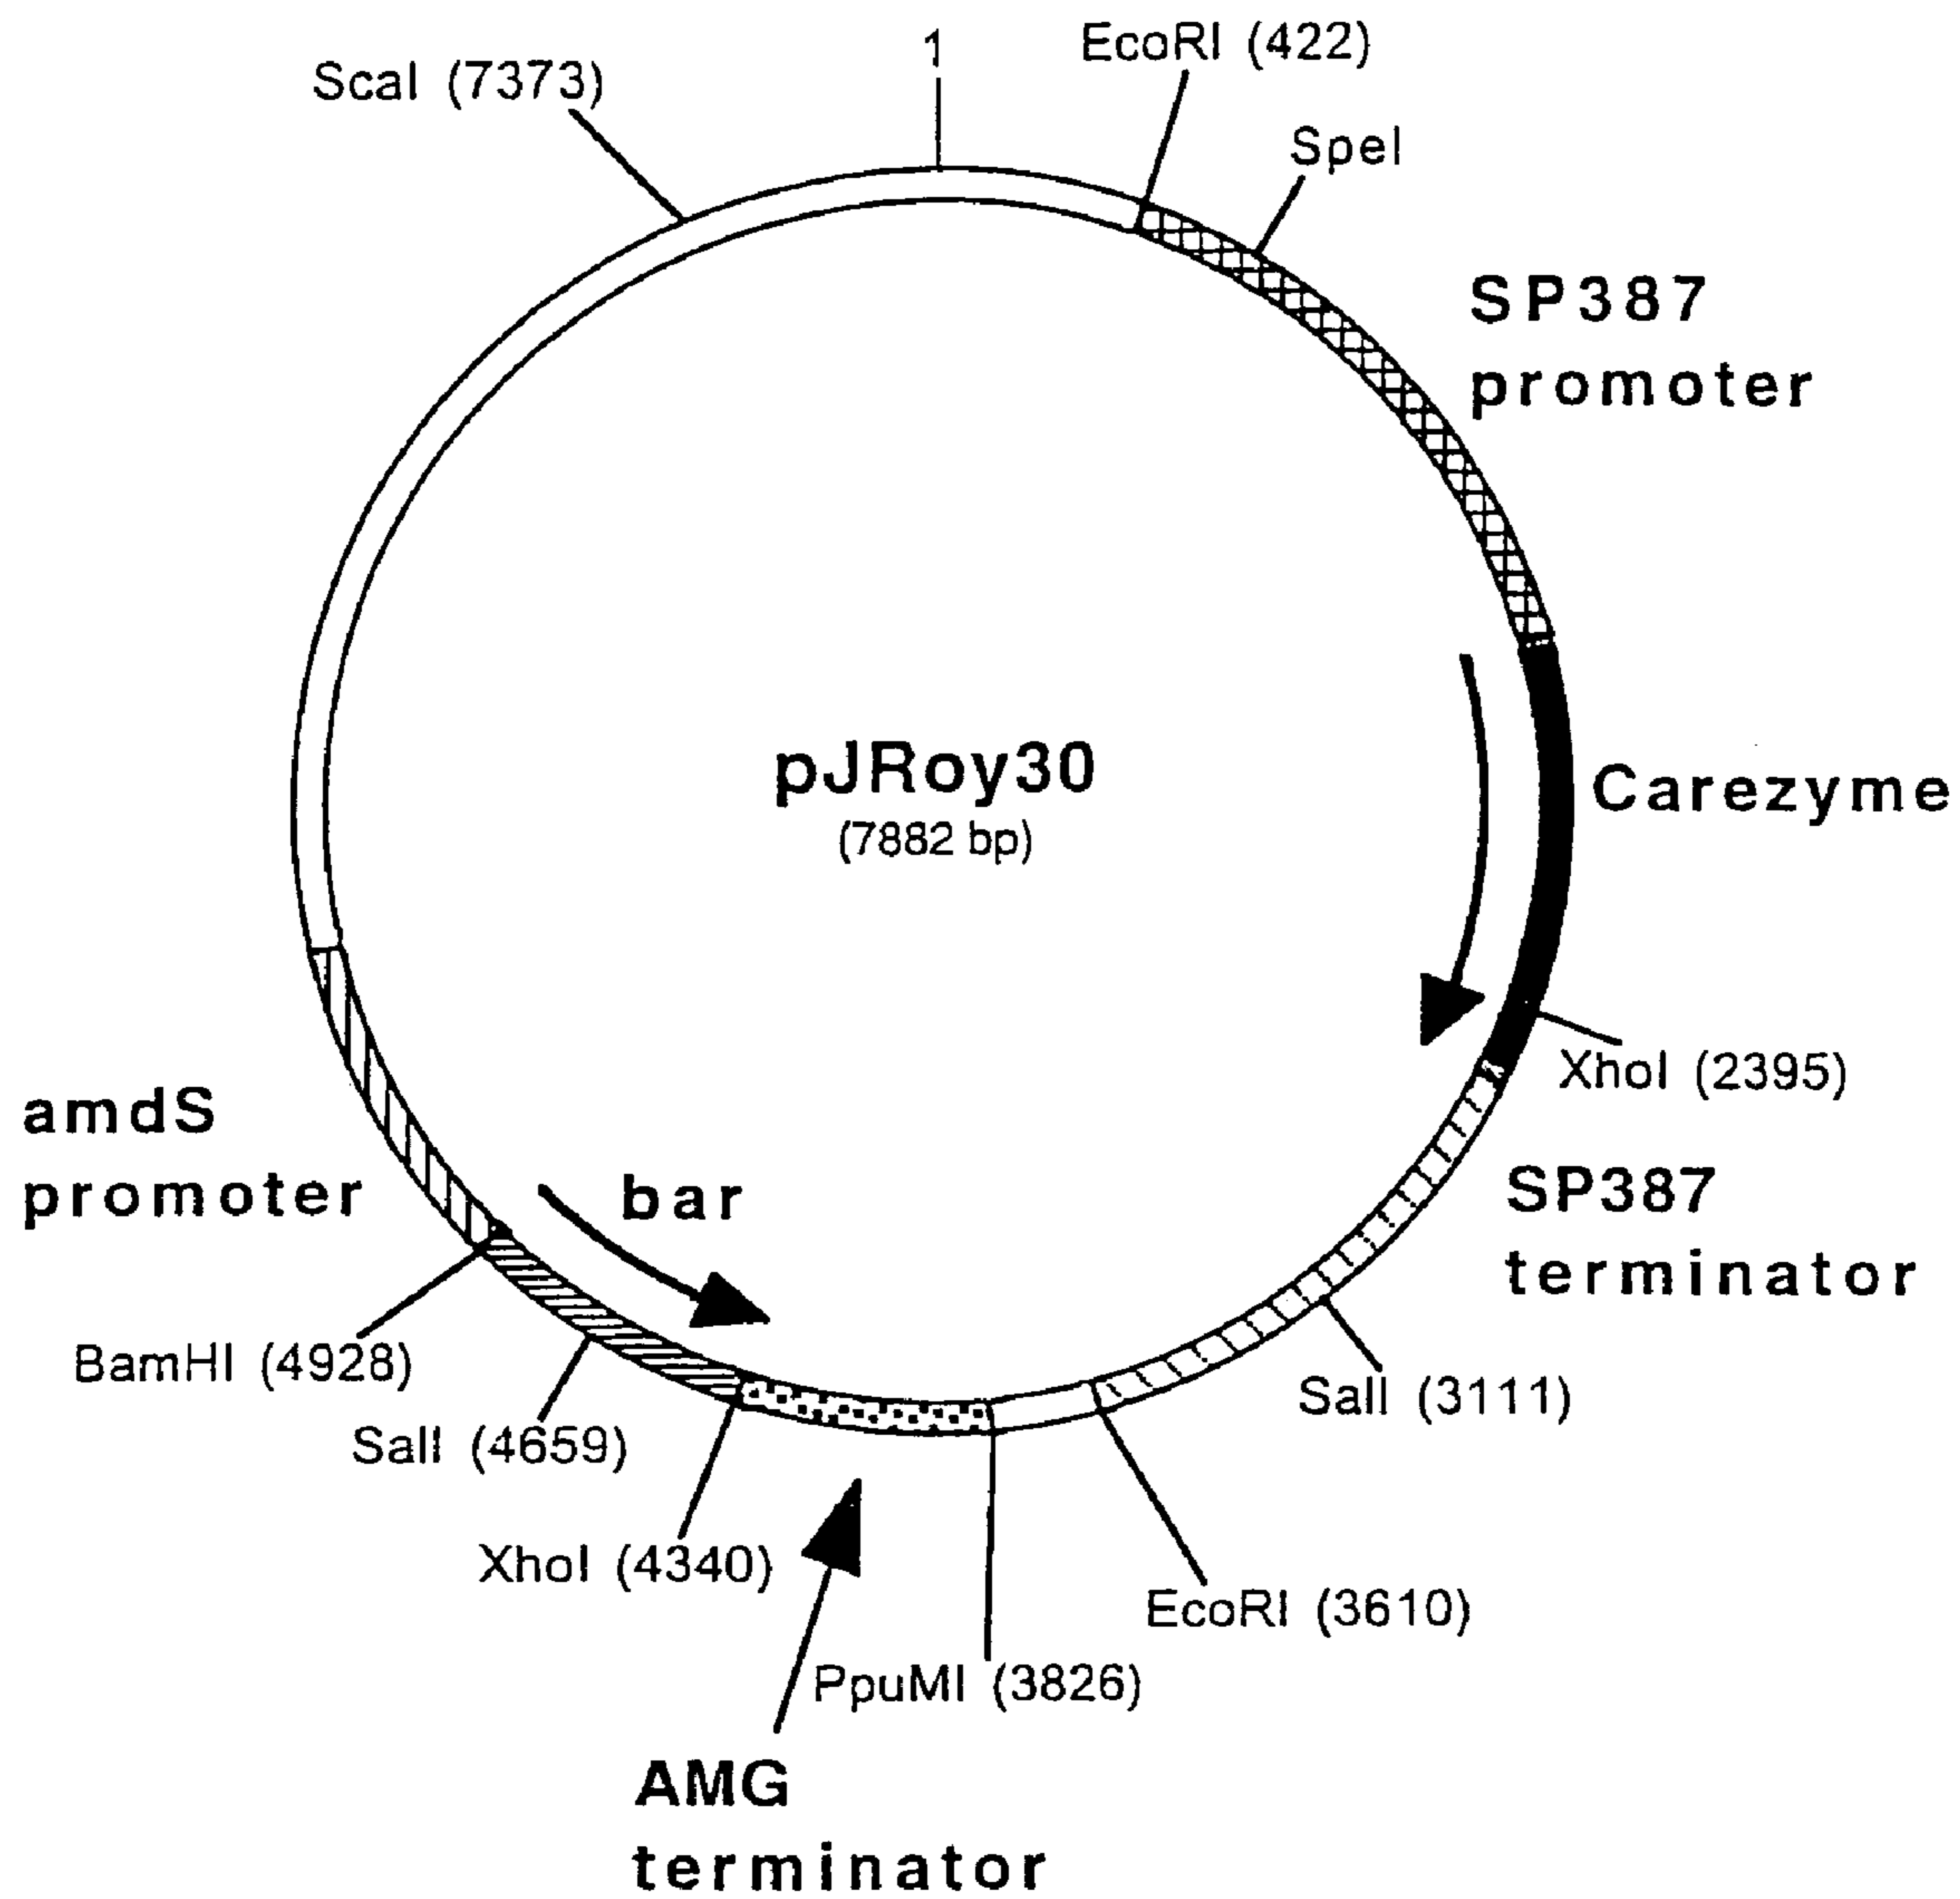 1
EcoRI (422)
ScaI (7373)
SpeI
SP387
promoter
pJRoy30
(7882 bp)
Carezyme
XhoI (2395)
amdS
promoter
bar
SP387
terminator
BamHI (4928)
SalI (3111)
SalI (4659)
XhoI (4340)
EcoRI (3610)
PpuMI (3826)
AMG
terminator